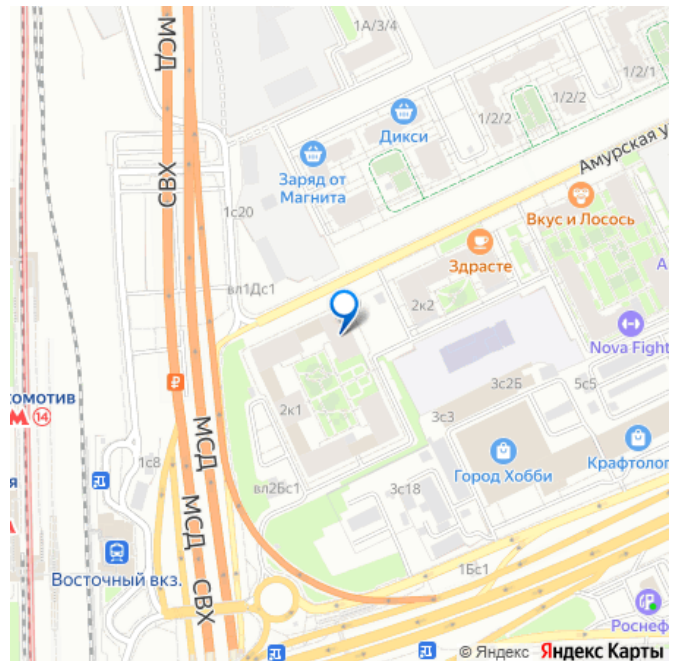 МСД
1А/3/4
1/2/1
1/2/2
1/2/2
Дикси
Заряд от
Магнита
Амурская у
СВХ
1с20
Вкус и Лосось
Здрасте
вл1Дс1
А
2к2
Nova Fight
комотив
14
3с2Б
5с5
2к1
3с3
МСД
Город Хобби
Крафтолог
1с8
вл2Бс1
3с18
я
МСД
Восточный вкз.
1Бс1
СВХ
Роснеф
© Яндекс Яндекс Карты